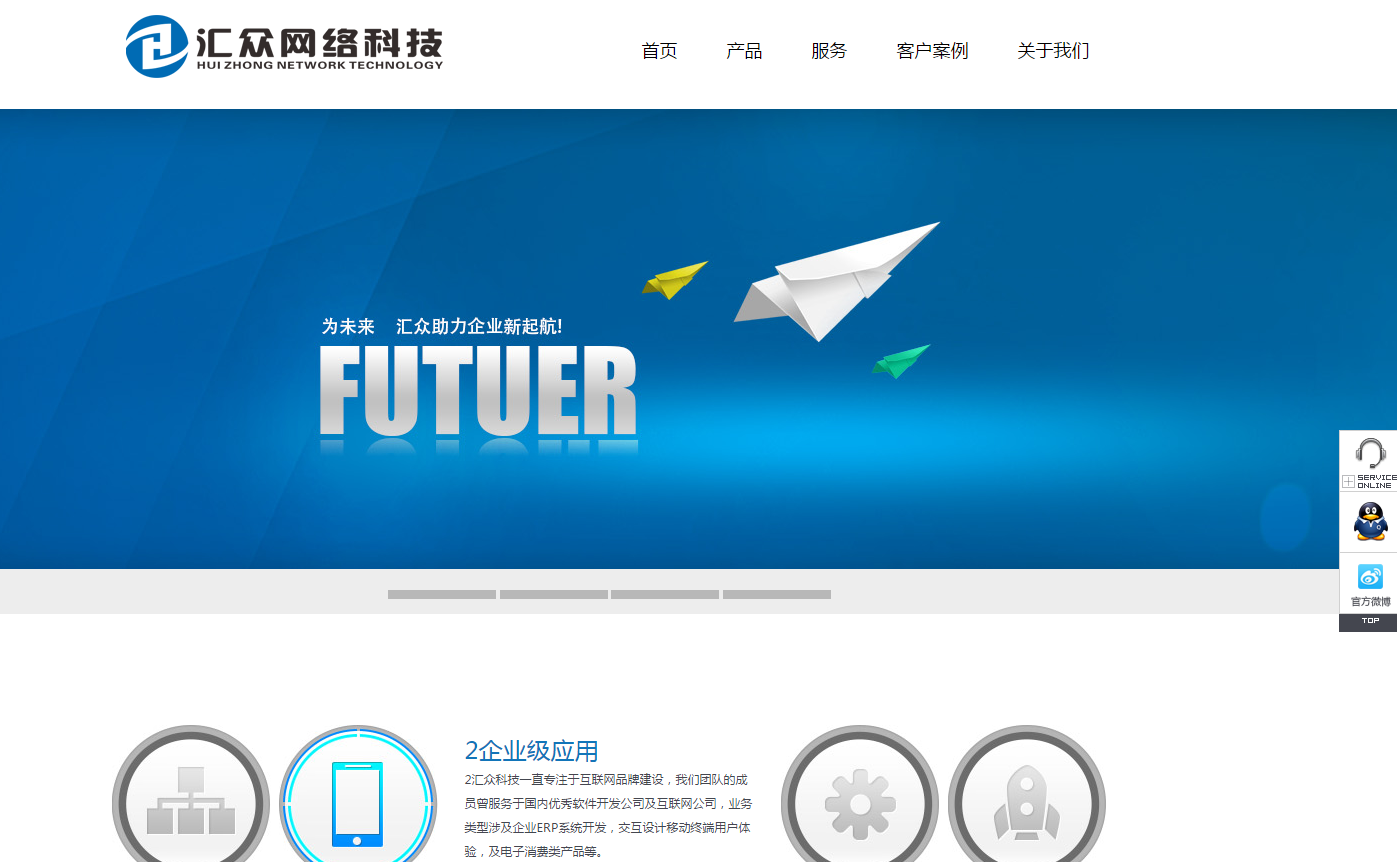 汇众网络科技
HUI ZHONG NETWORK TECHNOLOGY
首页 产品 服务 客户案例 关于我们
为未来 汇众助力企业新起航!
FUTUER
SERVICE
ONLINE
官方微博
TOP
2企业级应用
2汇众科技一直专注于互联网品牌建设，我们团队的成
员曾服务于国内优秀软件开发公司及互联网公司，业务
类型涉及企业ERP系统开发，交互设计移动终端用户体
验，及电子消费类产品等。